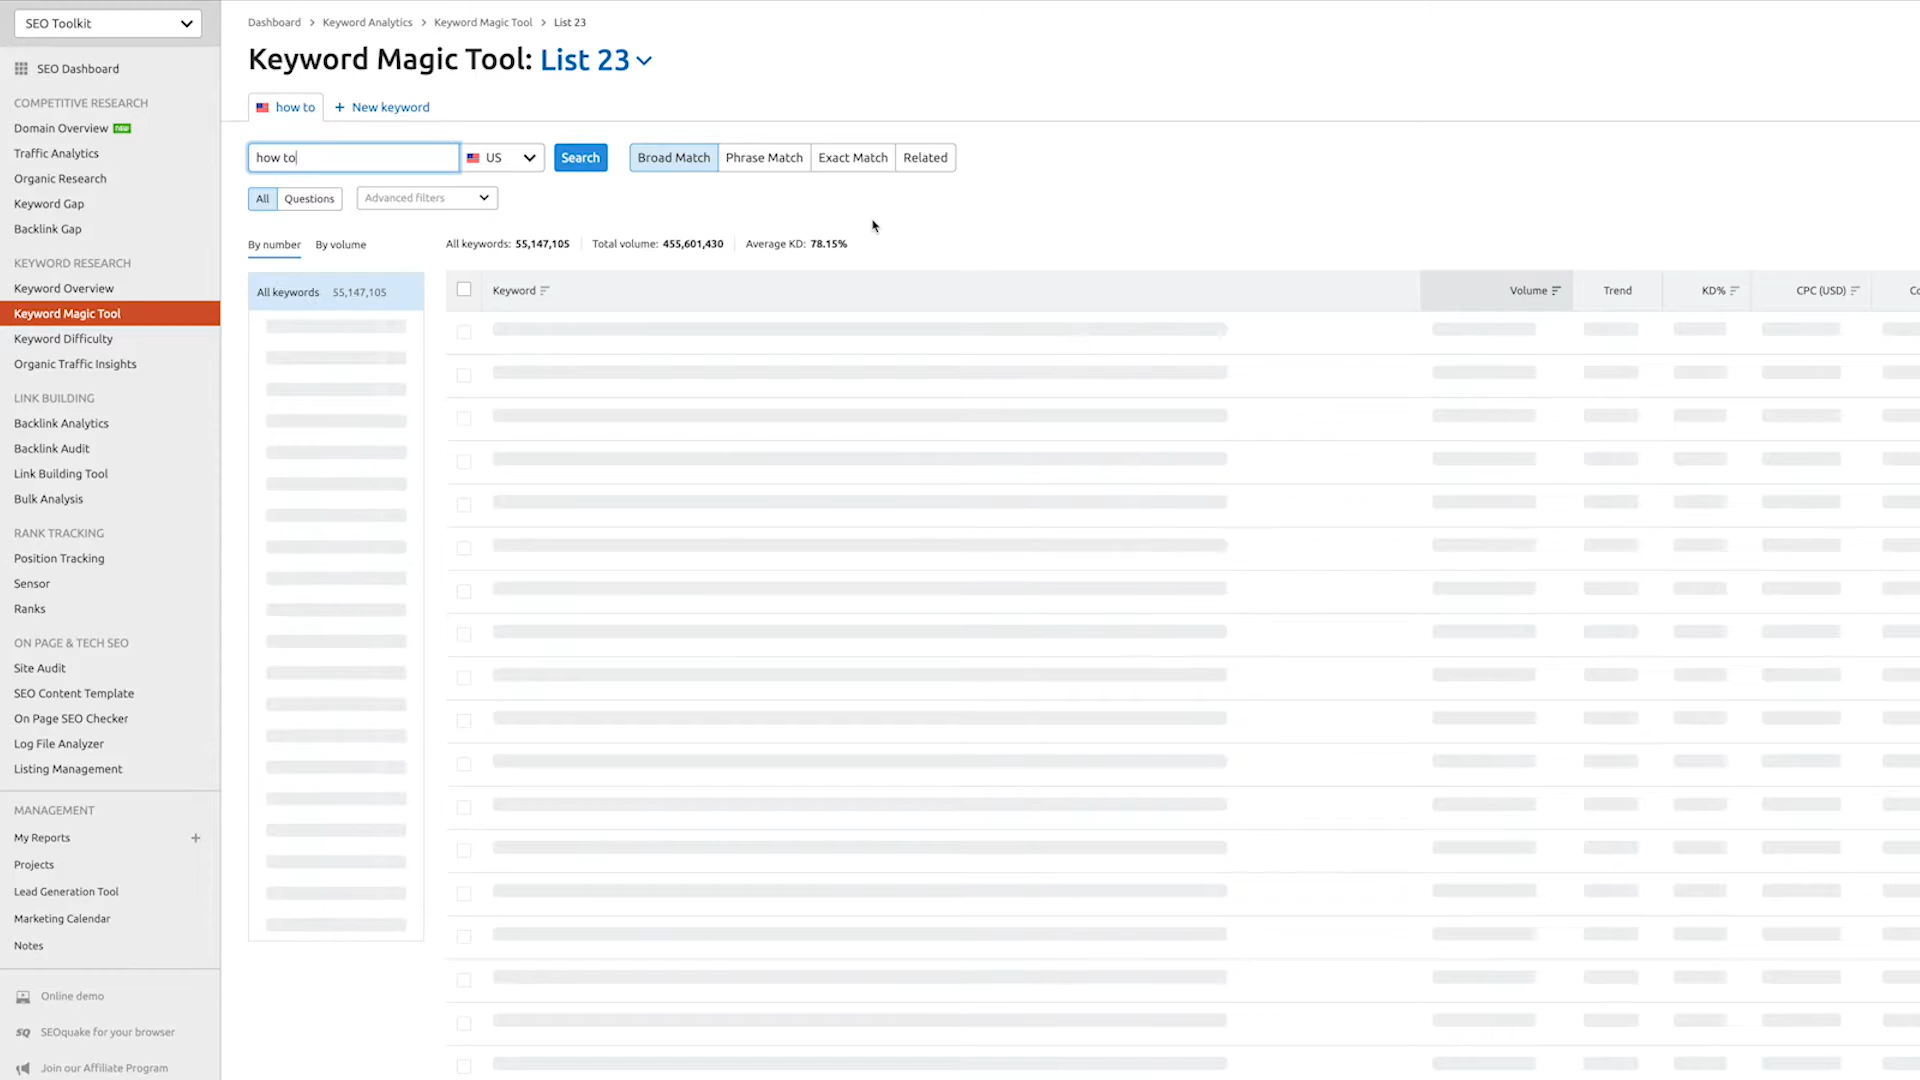 SEO Toolkit
SEO Dashboard
COMPETITIVE RESEARCH
Domain Overview new
Traffic Analytics
Organic Research
Keyword Gap
Backlink Gap
KEYWORD RESEARCH
Keyword Overview
Keyword Magic Tool
Keyword Difficulty
Organic Traffic Insights
LINK BUILDING
Backlink Analytics
Backlink Audit
Link Building Tool
Bulk Analysis
RANK TRACKING
Position Tracking
Sensor
Ranks
ON PAGE & TECH SEO
Site Audit
SEO Content Template
On Page SEO Checker
Log File Analyzer
Listing Management
MANAGEMENT
My Reports +
Projects
Lead Generation Tool
Marketing Calendar
Notes
Online demo
SQ SEOquake for your browser
Join our Affiliate Program
Dashboard > Keyword Analytics > Keyword Magic Tool > List 23
Keyword Magic Tool: List 23
how to + New keyword
how to US Search Broad Match Phrase Match Exact Match Related
All Questions Advanced filters
By number By volume All keywords: 55,147,105 Total volume: 455,601,430 Average KD: 78.15%
All keywords 55,147,105
Keyword Volume Trend KD% CPC (USD) Co